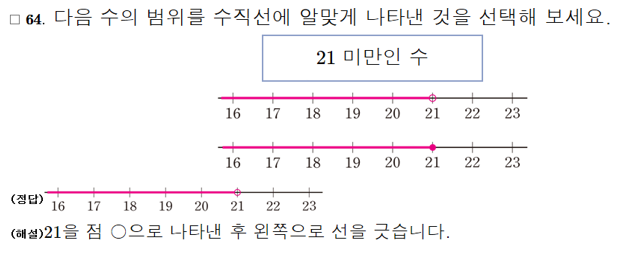 □ 64. 다음 수의 범위를 수직선에 알맞게 나타낸 것을 선택해 보세요.
21 미만인 수
16 17 18 19 20 21 22 23
16 17 18 19 20 21 22 23
(정답) 16 17 18 19 20 21 22 23
(해설)21을 점 ○으로 나타낸 후 왼쪽으로 선을 긋습니다.